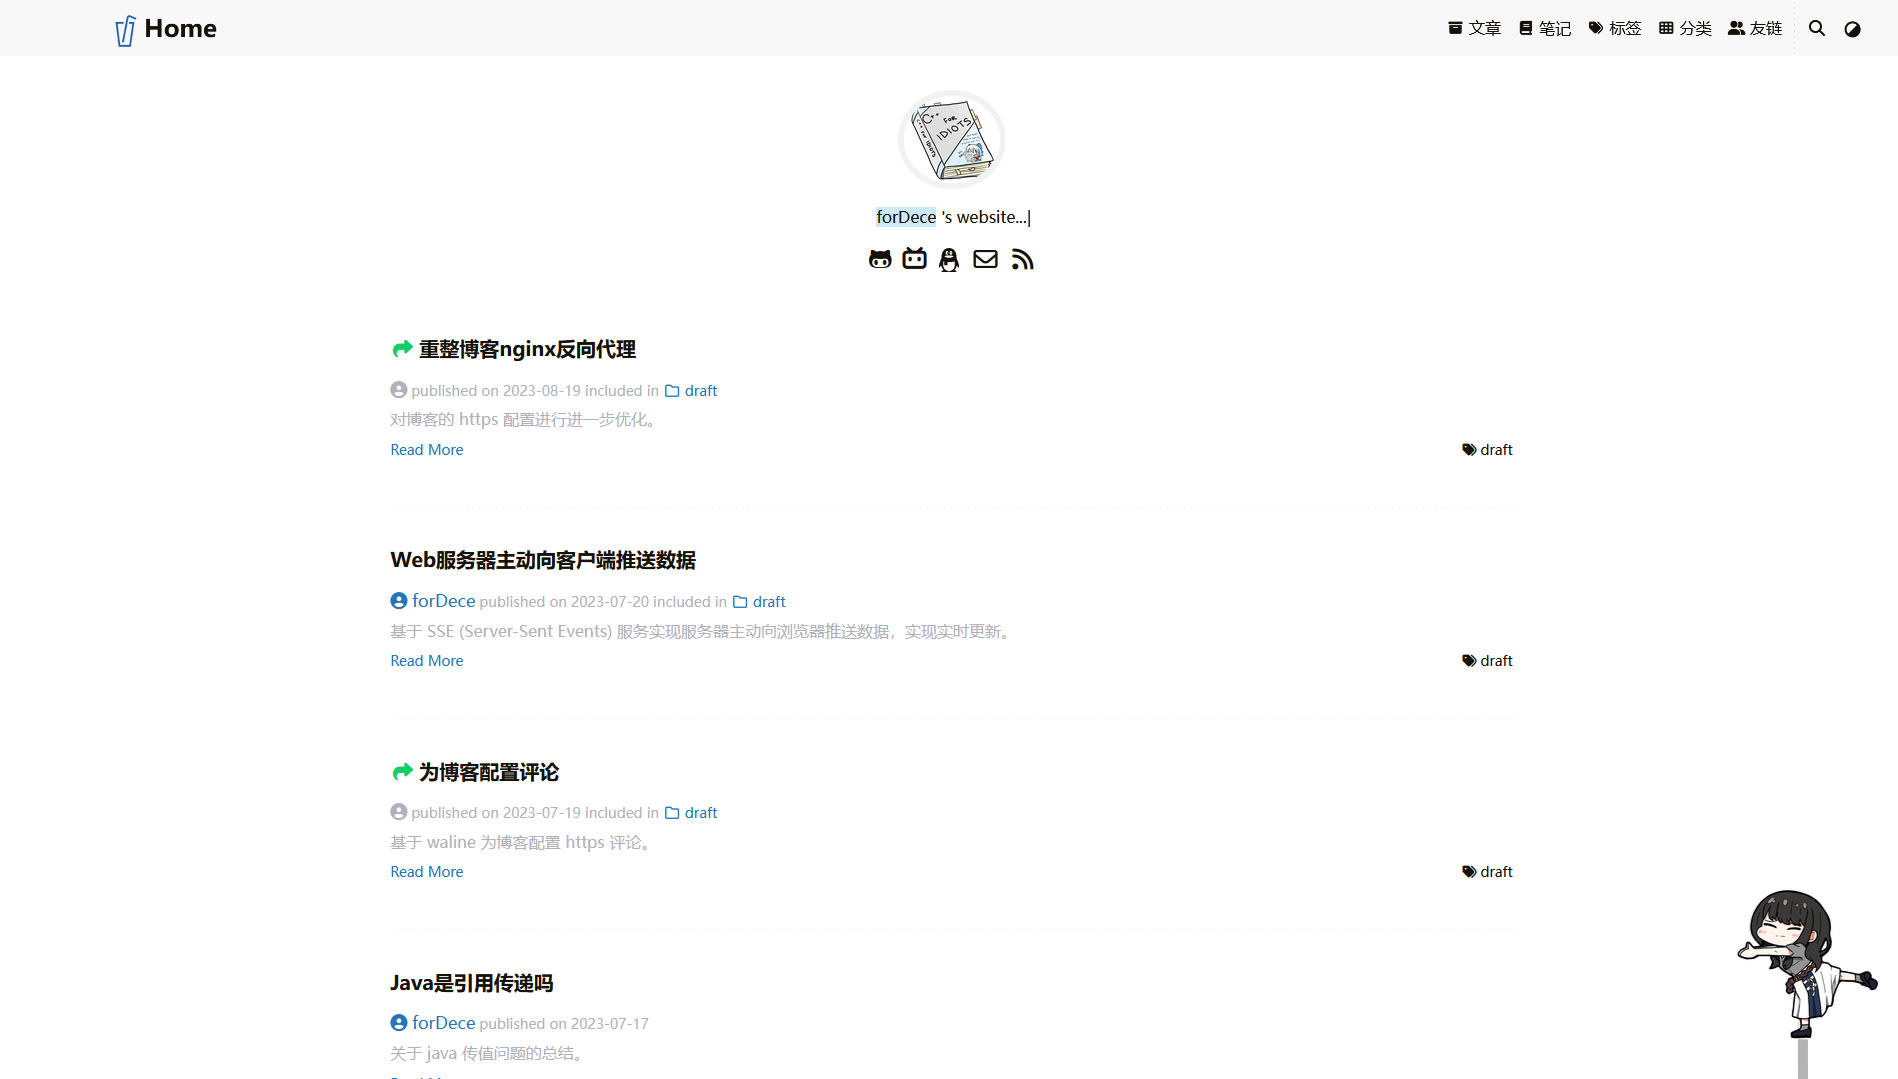 Home
文章 笔记 标签 分类 友链
C++ FOR IDIOTS
forDece 's website...|
重整博客nginx反向代理
published on 2023-08-19 included in draft
对博客的 https 配置进行进一步优化。
Read More draft
Web服务器主动向客户端推送数据
forDece published on 2023-07-20 included in draft
基于 SSE (Server-Sent Events) 服务实现服务器主动向浏览器推送数据，实现实时更新。
Read More draft
为博客配置评论
published on 2023-07-19 included in draft
基于 waline 为博客配置 https 评论。
Read More draft
Java是引用传递吗
forDece published on 2023-07-17
关于 java 传值问题的总结。